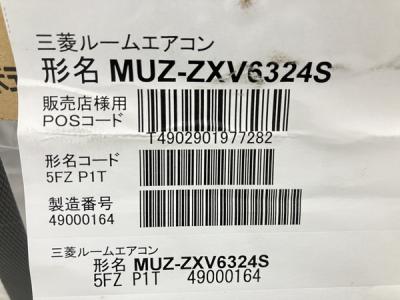 三菱ルームエアコン
形名 MUZ-ZXV6324S
販売店様用
POSコード
T4902901977282
形名コード
5FZ P1T
製造番号
49000164
三菱ルームエアコン
形名 MUZ-ZXV6324S
5FZ P1T 49000164